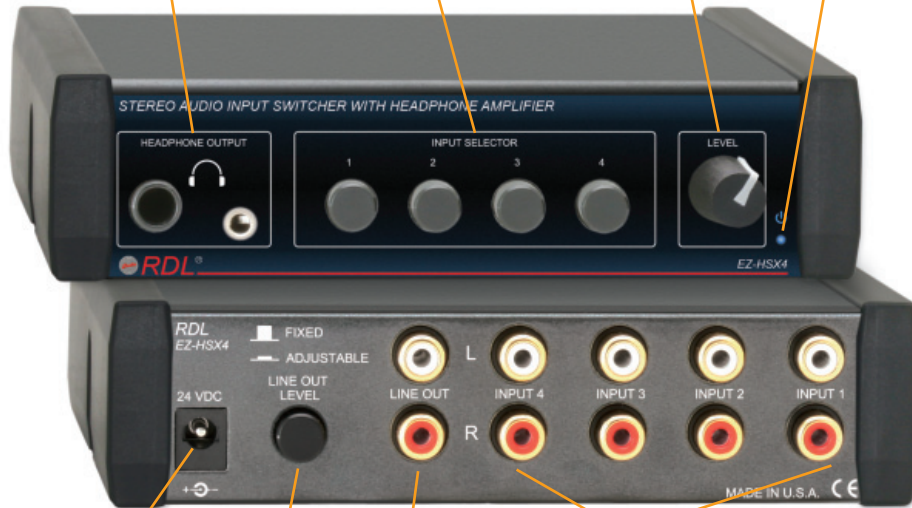 STEREO AUDIO INPUT SWITCHER WITH HEADPHONE AMPLIFIER
HEADPHONE OUTPUT
INPUT SELECTOR
LEVEL
1 2 3 4
RDL®
EZ-HSX4
RDL
EZ-HSX4
FIXED
ADJUSTABLE
LINE OUT
LEVEL
24 VDC
L
LINE OUT INPUT 4 INPUT 3 INPUT 2 INPUT 1
R
+ -
MADE IN U.S.A. CE